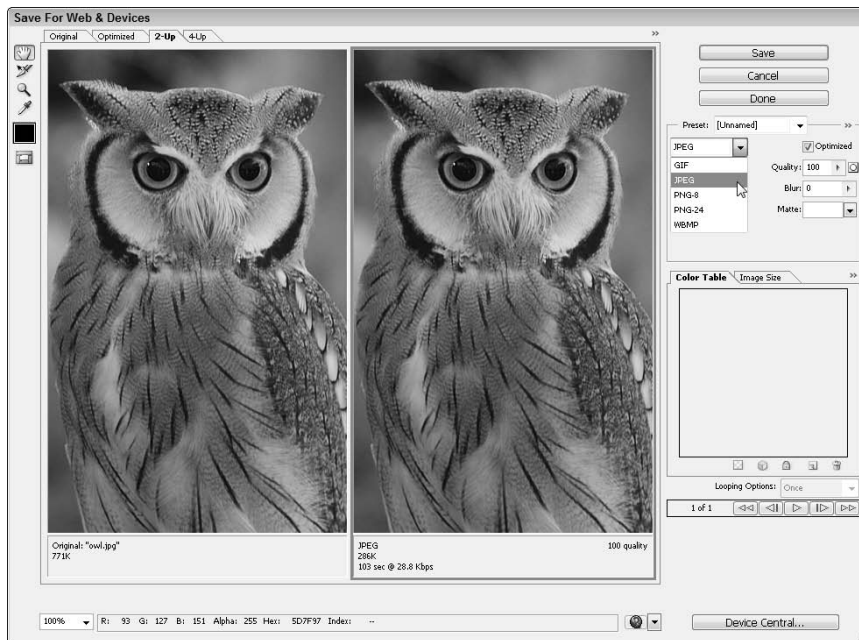 Save For Web & Devices
Original Optimized 2-Up 4-Up
Save
Cancel
Done
Preset: [Unnamed]
JPEG
Optimized
GIF
JPEG
PNG-8
PNG-24
WBMP
Quality: 100
Blur: 0
Matte:
Color Table Image Size
Looping Options: Once
1 of 1
Original: "owl.jpg"
771K
JPEG 100 quality
286K
103 sec @ 28.8 Kbps
100% R: 93 G: 127 B: 151 Alpha: 255 Hex: 5D7F97 Index: --
Device Central...